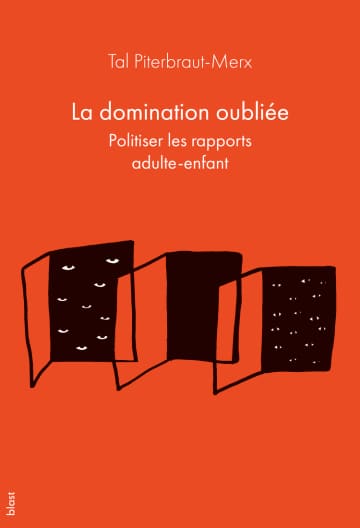 Tal Piterbraut-Merx
La domination oubliée
Politiser les rapports
adulte-enfant
blast